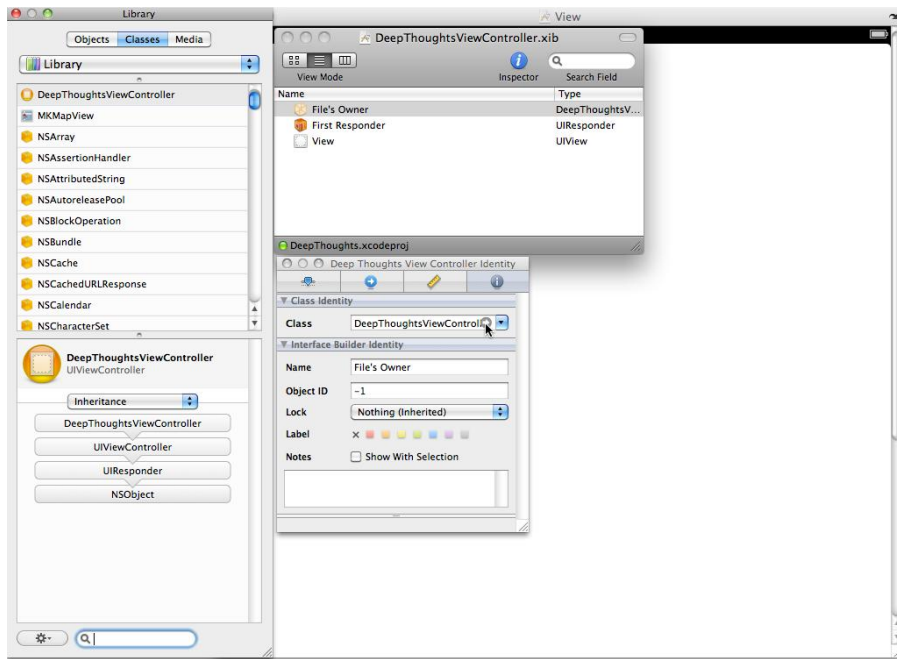 Library
Objects Classes Media
Library
DeepThoughtsViewController
MKMapView
NSArray
NSAssertionHandler
NSAttributedString
NSAutoreleasePool
NSBlockOperation
NSBundle
NSCache
NSCachedURLResponse
NSCalendar
NSCharacterSet
DeepThoughtsViewController
UIViewController
Inheritance
DeepThoughtsViewController
UIViewController
UIResponder
NSObject
View
DeepThoughtsViewController.xib
View Mode Inspector Search Field
Name Type
File's Owner DeepThoughtsV...
First Responder UIResponder
View UIView
DeepThoughts.xcodeproj
Deep Thoughts View Controller Identity
Class Identity
Class DeepThoughtsViewControll
Interface Builder Identity
Name File's Owner
Object ID -1
Lock Nothing (Inherited)
Label
Notes Show With Selection